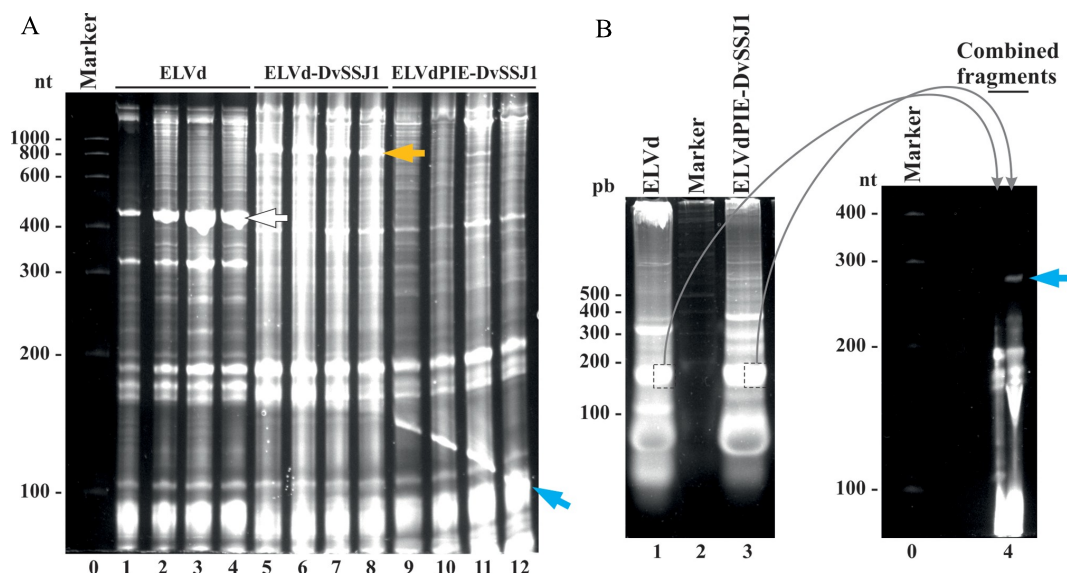 A
Marker
nt
ELVd
ELVd-DvSSJ1
ELVdPIE-DvSSJ1
1000 -
800 -
600 -
400 -
300 -
200 -
100 -
0 1 2 3 4 5 6 7 8 9 10 11 12
B
pb
ELVd
Marker
ELVdPIE-DvSSJ1
500 -
400 -
300 -
200 -
100 -
1 2 3
Combined
fragments
Marker
nt
400 -
300 -
200 -
100 -
0 4